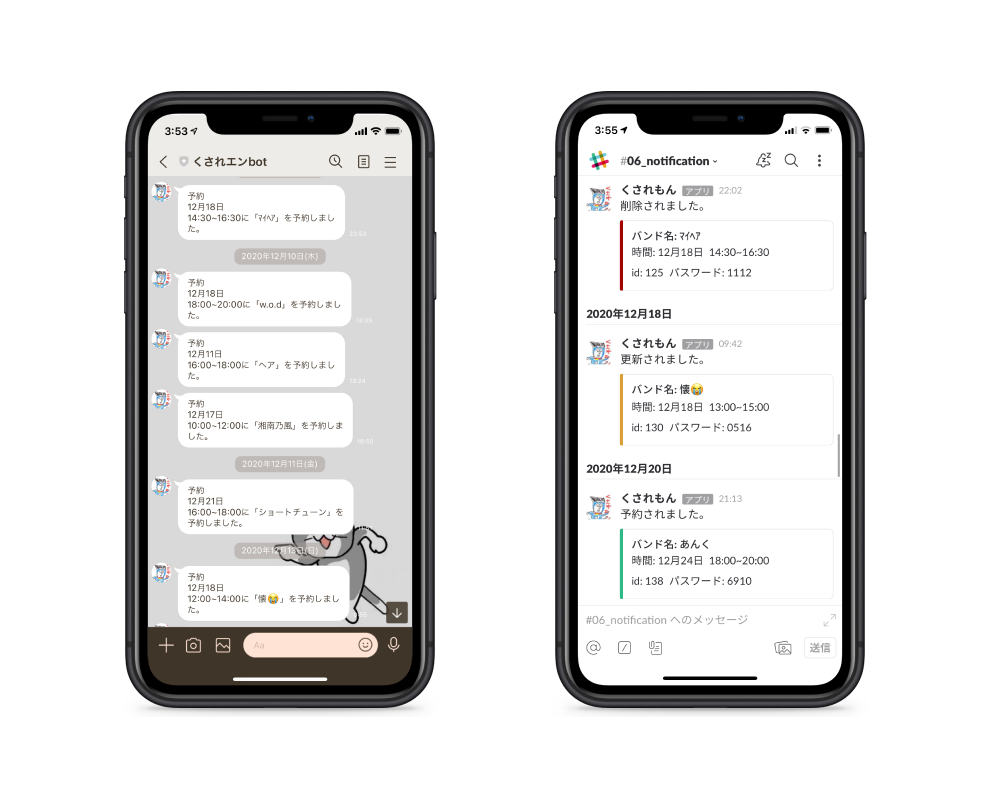 3:53
くされエンbot
予約
12月18日
14:30~16:30に「ﾏｲﾍｱ」を予約しまし
た。
2020年12月10日(木)
予約
12月18日
18:00~20:00に「w.o.d」を予約しまし
た。
予約
12月11日
16:00~18:00に「ヘア」を予約しまし
た。
予約
12月17日
10:00~12:00に「湘南乃風」を予約しま
した。
2020年12月11日(金)
予約
12月21日
16:00~18:00に「ショートチューン」を
予約しました。
2020年12月13日(日)
予約
12月18日
12:00~14:00に「懐😭」を予約しまし
た。
Aa
3:55
#06_notification
くされもん アプリ 22:02
削除されました。
バンド名: ﾏｲﾍｱ
時間: 12月18日 14:30~16:30
id: 125 パスワード: 1112
2020年12月18日
くされもん アプリ 09:42
更新されました。
バンド名: 懐😭
時間: 12月18日 13:00~15:00
id: 130 パスワード: 0516
2020年12月20日
くされもん アプリ 21:13
予約されました。
バンド名: あんく
時間: 12月24日 18:00~20:00
id: 138 パスワード: 6910
#06_notification へのメッセージ
送信